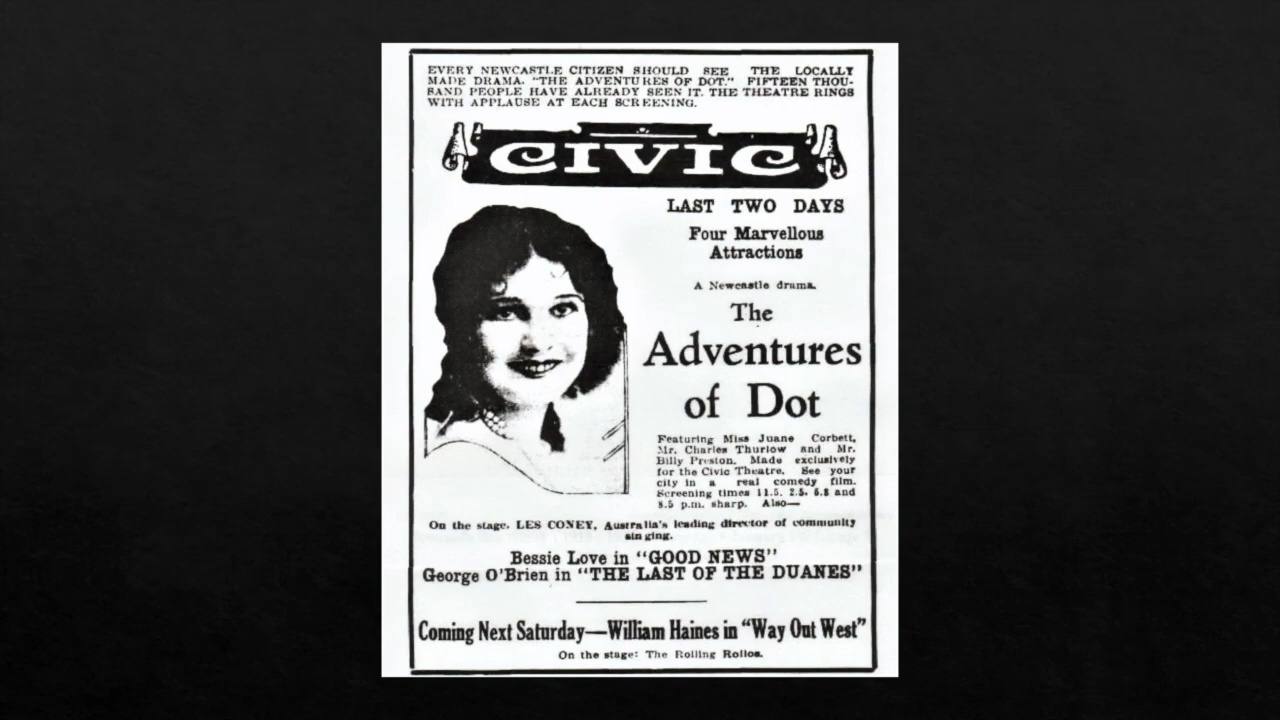 EVERY NEWCASTLE CITIZEN SHOULD SEE THE LOCALLY
MADE DRAMA. "THE ADVENTURES OF DOT." FIFTEEN THOU-
SAND PEOPLE HAVE ALREADY SEEN IT. THE THEATRE RINGS
WITH APPLAUSE AT EACH SCREENING.
CIVIC
LAST TWO DAYS
Four Marvellous
Attractions
A Newcastle drama.
The
Adventures
of Dot
Featuring Miss Juane Corbett,
Mr. Charles Thurlow and Mr.
Billy Preston. Made exclusively
for the Civic Theatre. See your
city in a real comedy film.
Screening times 11.5. 2.5. 5.8 and
8.5 p.m. sharp. Also—
On the stage. LES CONEY, Australia's leading director of community
singing.
Bessie Love in "GOOD NEWS"
George O'Brien in "THE LAST OF THE DUANES"
Coming Next Saturday—William Haines in "Way Out West"
On the stage: The Rolling Rollos.